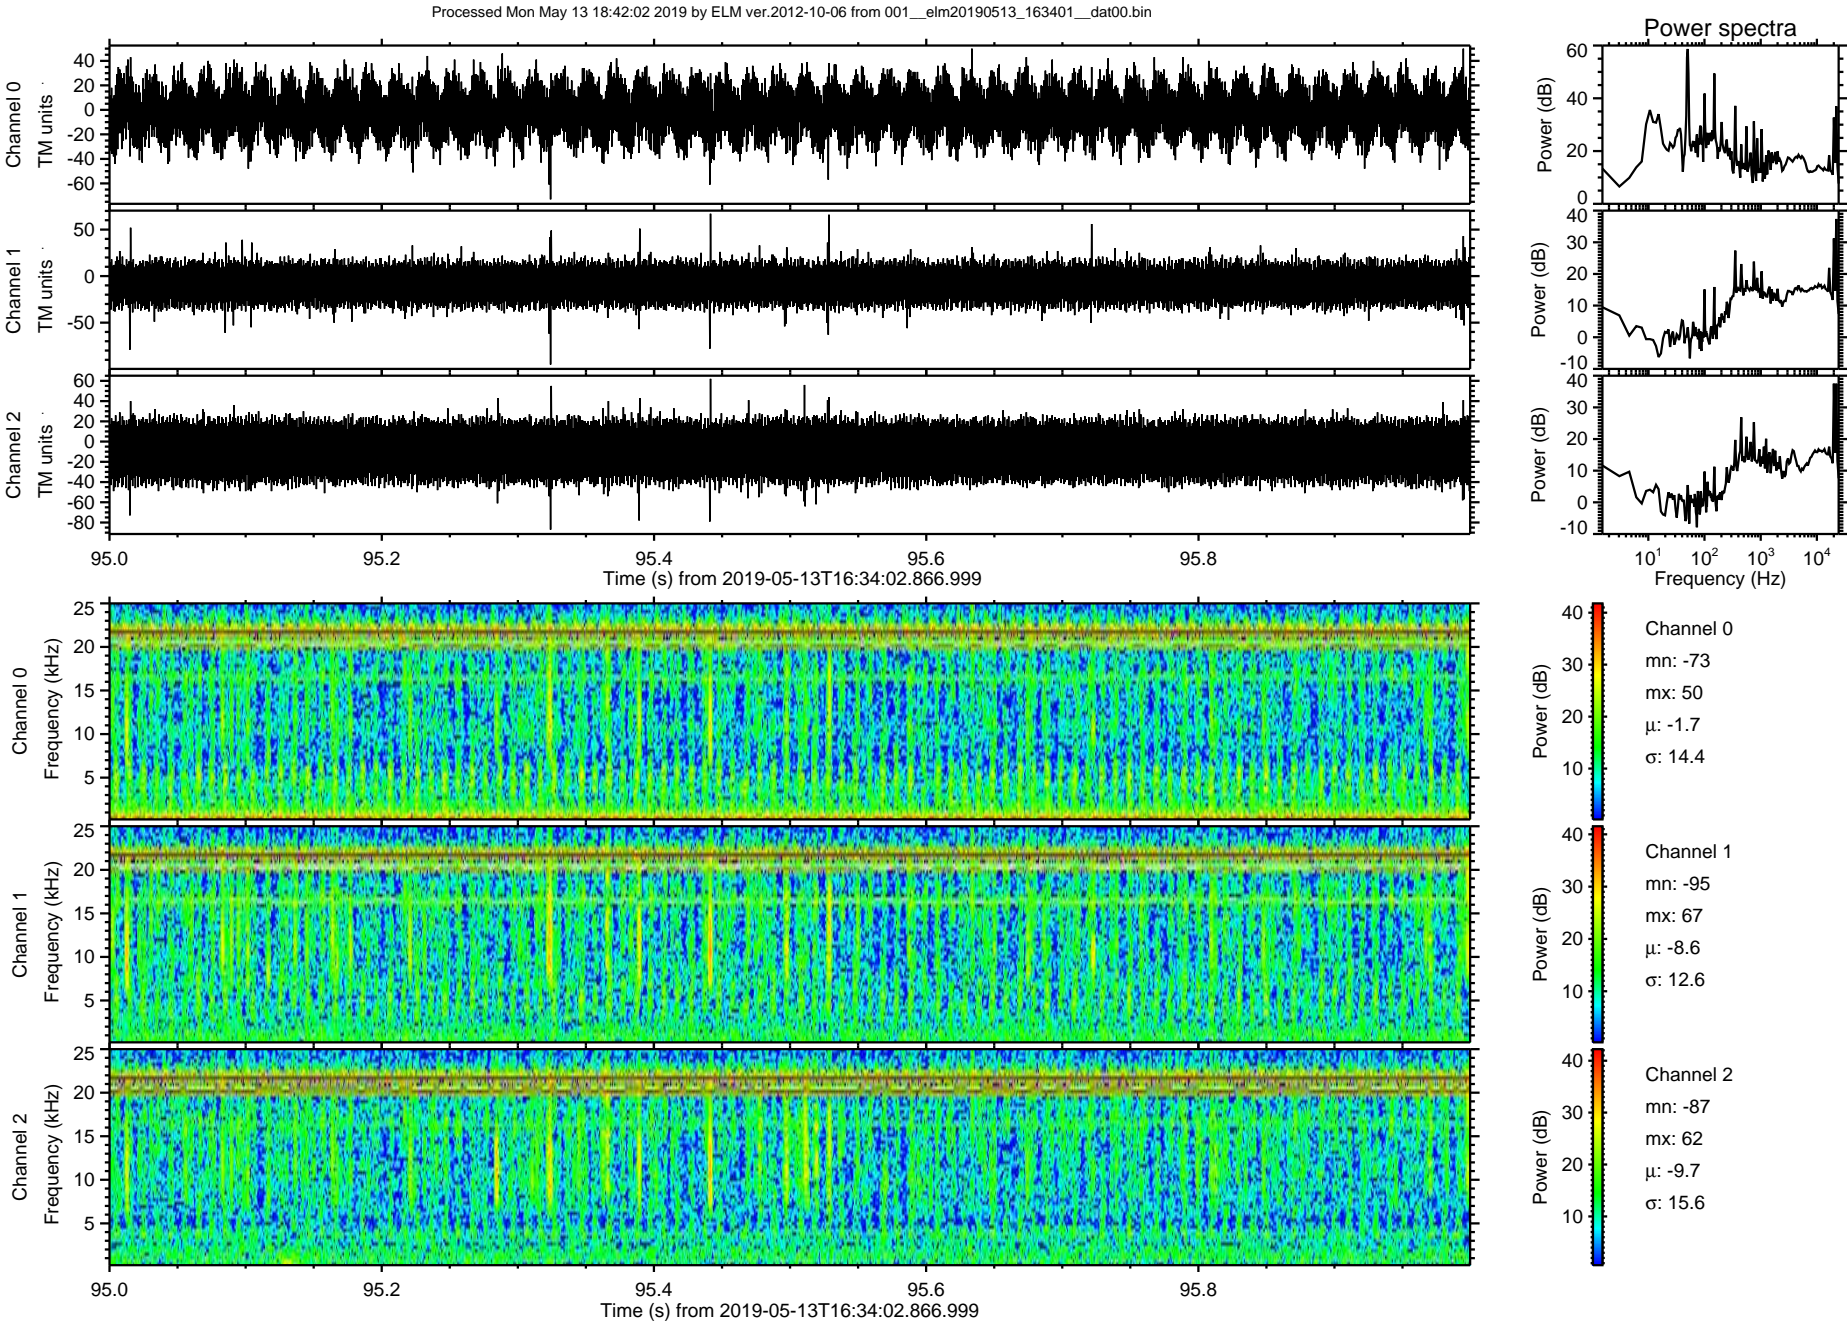 Processed Mon May 13 18:42:02 2019 by ELM ver.2012-10-06 from 001__elm20190513_163401__dat00.bin
Power spectra
Channel 0
TM units
40
20
0
-20
-40
-60
Power (dB)
60
40
20
0
Channel 1
TM units
50
0
-50
Power (dB)
40
30
20
10
0
-10
Channel 2
TM units
60
40
20
0
-20
-40
-60
-80
Power (dB)
40
30
20
10
0
-10
95.0 95.2 95.4 95.6 95.8
Time (s) from 2019-05-13T16:34:02.866.999
10¹ 10² 10³ 10⁴
Frequency (Hz)
Channel 0
Frequency (kHz)
25
20
15
10
5
Power (dB)
40
30
20
10
Channel 0
mn: -73
mx: 50
μ: -1.7
σ: 14.4
Channel 1
Frequency (kHz)
25
20
15
10
5
Power (dB)
40
30
20
10
Channel 1
mn: -95
mx: 67
μ: -8.6
σ: 12.6
Channel 2
Frequency (kHz)
25
20
15
10
5
Power (dB)
40
30
20
10
Channel 2
mn: -87
mx: 62
μ: -9.7
σ: 15.6
95.0 95.2 95.4 95.6 95.8
Time (s) from 2019-05-13T16:34:02.866.999